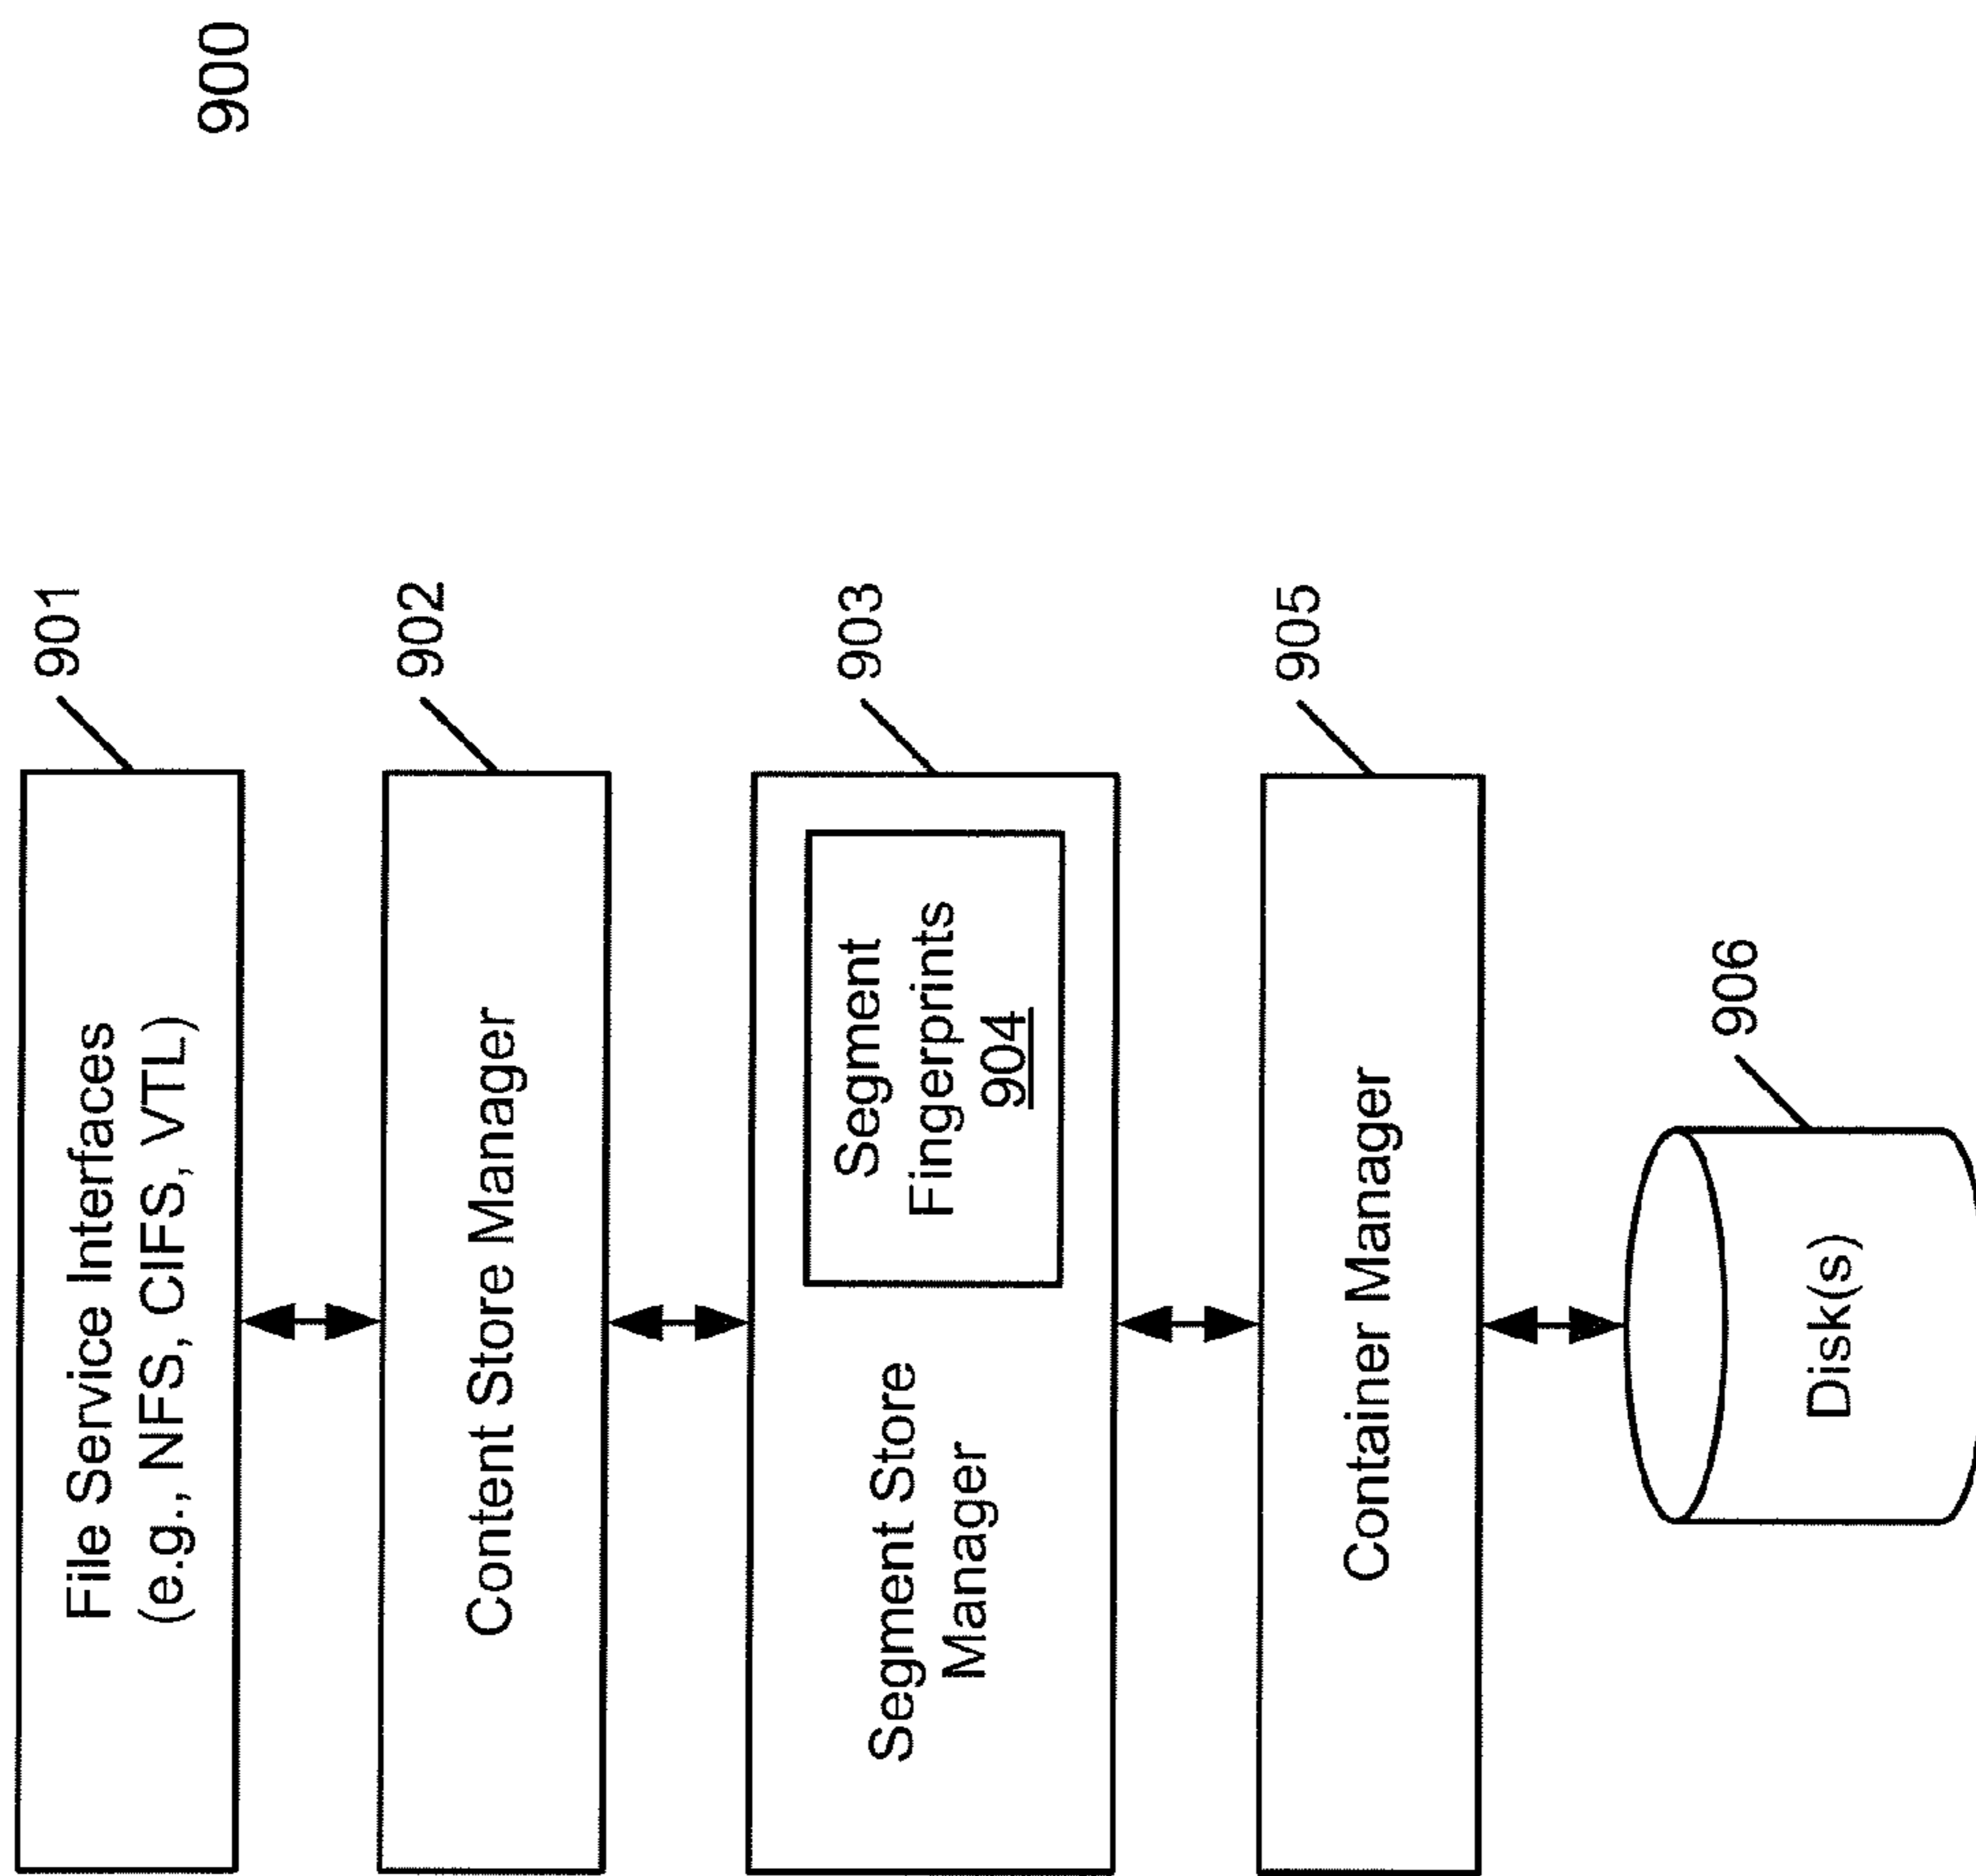 900
File Service Interfaces
(e.g., NFS, CIFS, VTL)
901
Content Store Manager
902
Segment Store
Manager
Segment
Fingerprints
904
903
Container Manager
905
Disk(s)
906